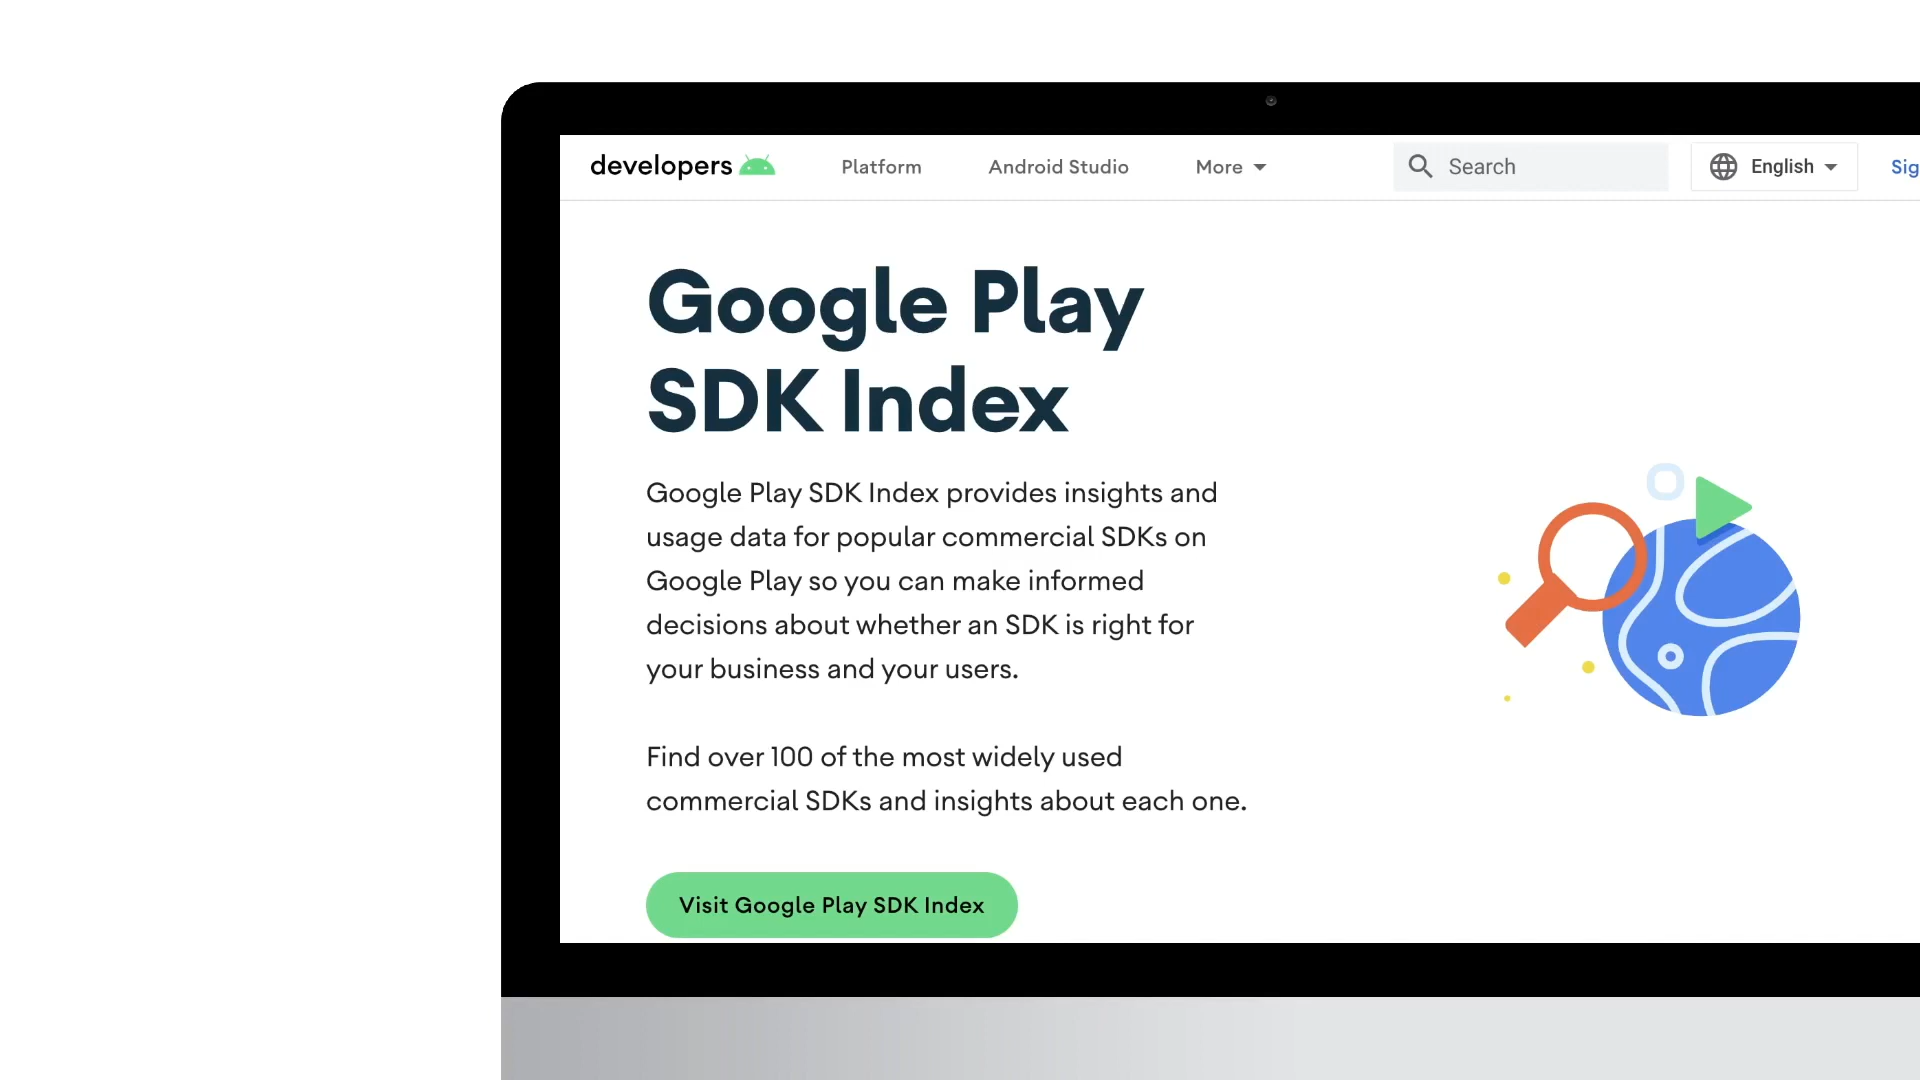 developers
Platform
Android Studio
More
Search
English
Sig
Google Play
SDK Index
Google Play SDK Index provides insights and
usage data for popular commercial SDKs on
Google Play so you can make informed
decisions about whether an SDK is right for
your business and your users.
Find over 100 of the most widely used
commercial SDKs and insights about each one.
Visit Google Play SDK Index